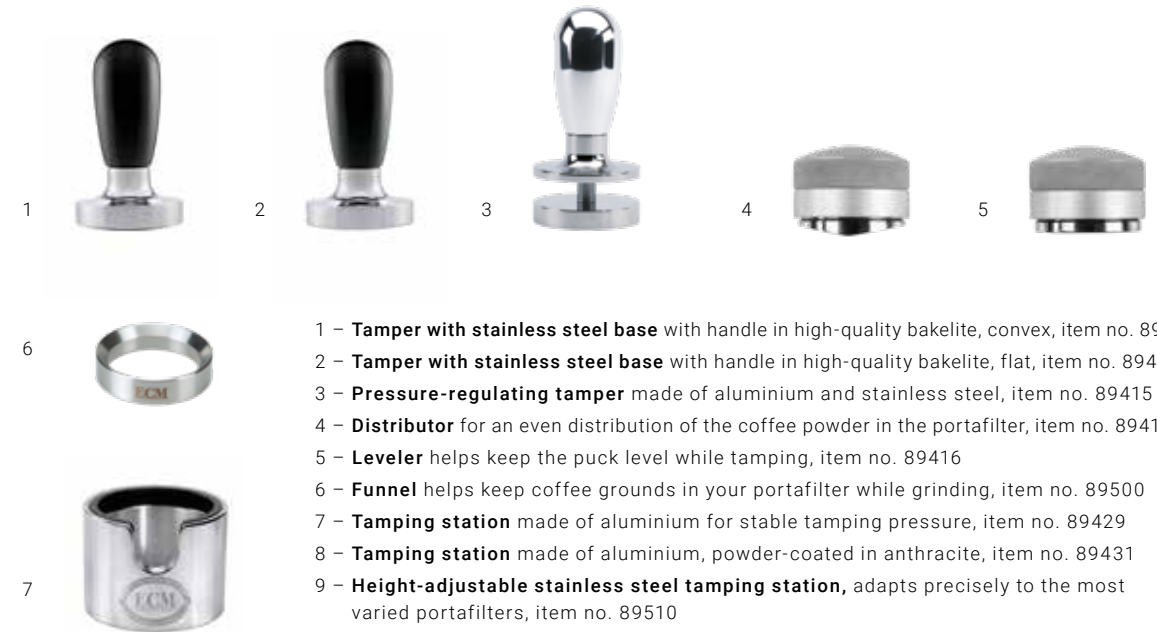 1
2
3
4
5
6
ECM
7
ECM
1 – Tamper with stainless steel base with handle in high-quality bakelite, convex, item no.
2 – Tamper with stainless steel base with handle in high-quality bakelite, flat, item no.
3 – Pressure-regulating tamper made of aluminium and stainless steel, item no. 89415
4 – Distributor for an even distribution of the coffee powder in the portafilter, item no.
5 – Leveler helps keep the puck level while tamping, item no. 89416
6 – Funnel helps keep coffee grounds in your portafilter while grinding, item no. 89500
7 – Tamping station made of aluminium for stable tamping pressure, item no. 89429
8 – Tamping station made of aluminium, powder-coated in anthracite, item no. 89431
9 – Height-adjustable stainless steel tamping station, adapts precisely to the most
varied portafilters, item no. 89510